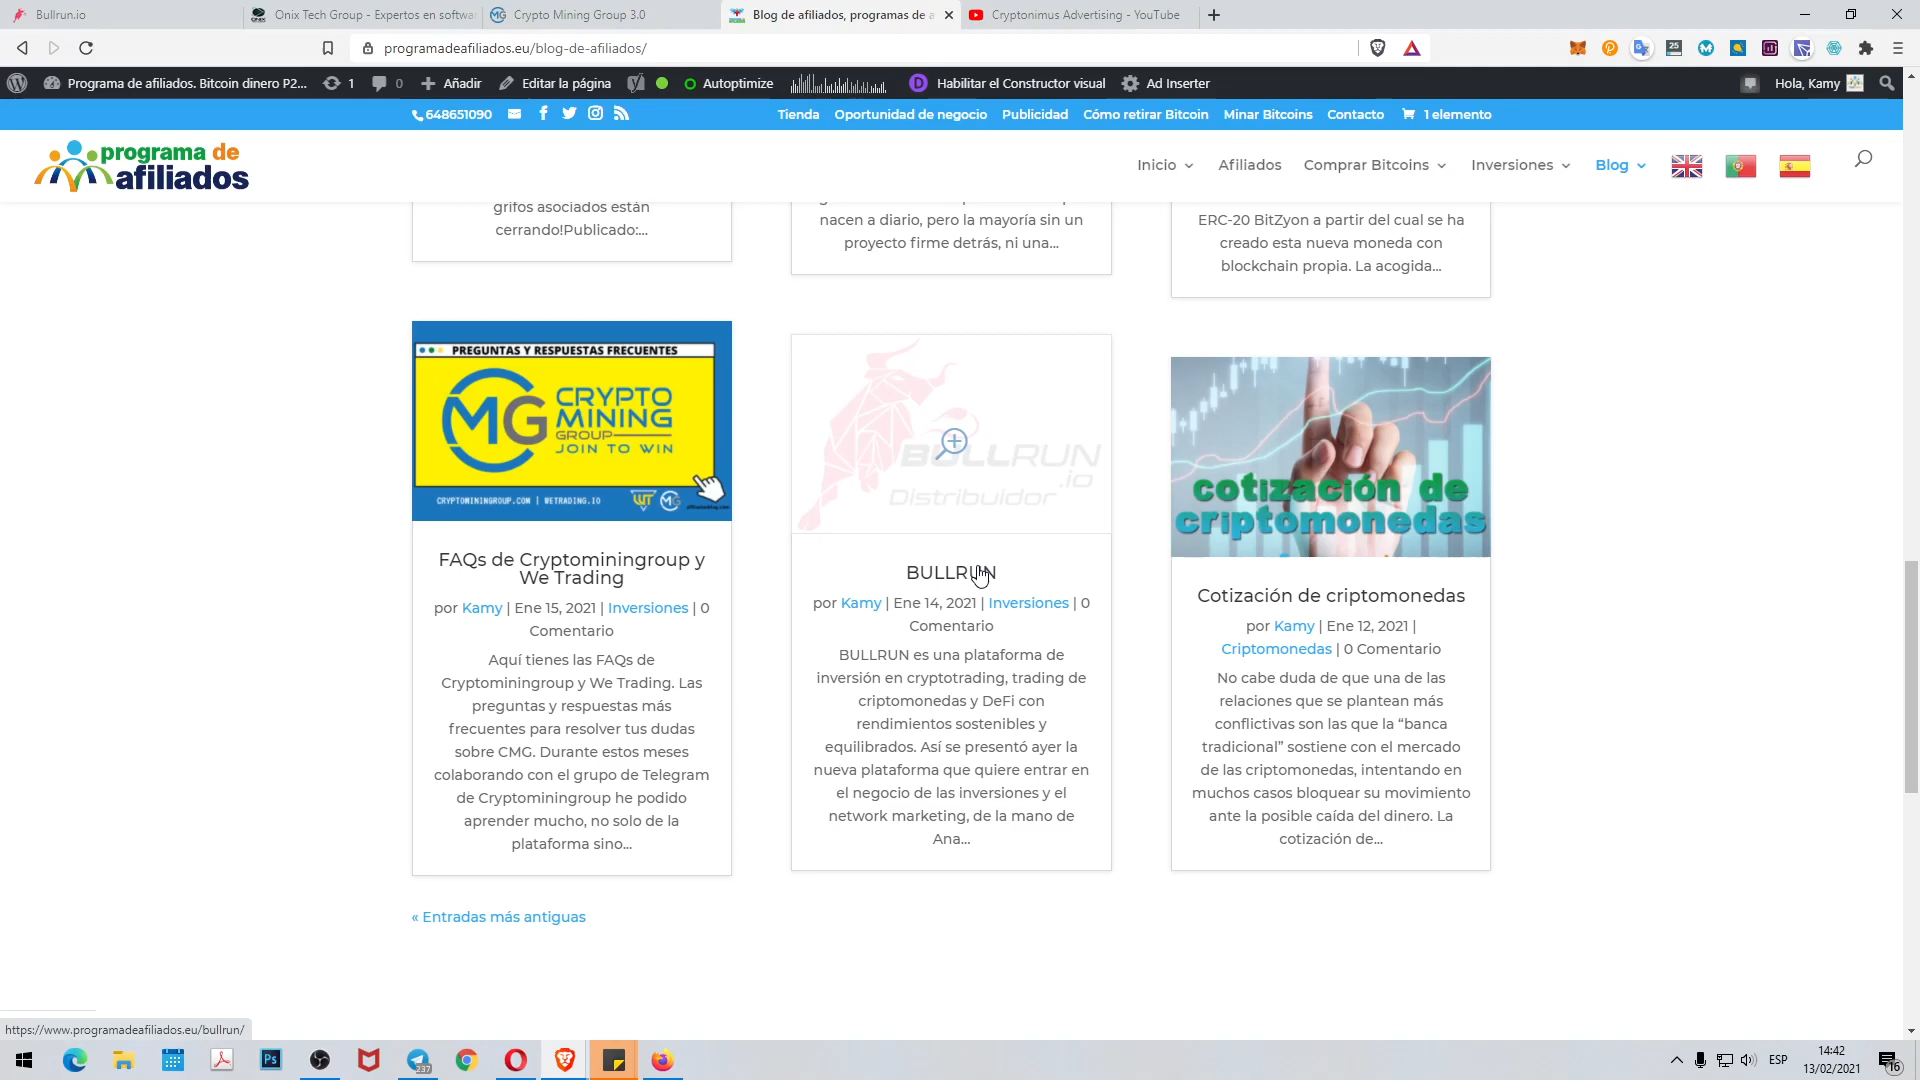 Bullrun.io
Onix Tech Group - Expertos en softwa
Crypto Mining Group 3.0
Blog de afiliados, programas de a
Cryptonimus Advertising - YouTube
programadeafiliados.eu/blog-de-afiliados/
25
Programa de afiliados. Bitcoin dinero P2... 1 0 Añadir Editar la página Autoptimize Habilitar el Constructor visual Ad Inserter Hola, Kamy
648651090 Tienda Oportunidad de negocio Publicidad Cómo retirar Bitcoin Minar Bitcoins Contacto 1 elemento
programa de
afiliados
Inicio Afiliados Comprar Bitcoins Inversiones Blog
grifos asociados están
cerrando!Publicado:...
nacen a diario, pero la mayoría sin un
proyecto firme detrás, ni una...
ERC-20 BitZyon a partir del cual se ha
creado esta nueva moneda con
blockchain propia. La acogida...
PREGUNTAS Y RESPUESTAS FRECUENTES
MG CRYPTO
MINING
GROUP
JOIN TO WIN
CRYPTOMININGROUP.COM | WETRADING.IO
FAQs de Cryptominingroup y
We Trading
por Kamy | Ene 15, 2021 | Inversiones | 0
Comentario
Aquí tienes las FAQs de
Cryptominingroup y We Trading. Las
preguntas y respuestas más
frecuentes para resolver tus dudas
sobre CMG. Durante estos meses
colaborando con el grupo de Telegram
de Cryptominingroup he podido
aprender mucho, no solo de la
plataforma sino...
BULLRUN
.io
Distribuidor
BULLRUN
por Kamy | Ene 14, 2021 | Inversiones | 0
Comentario
BULLRUN es una plataforma de
inversión en cryptotrading, trading de
criptomonedas y DeFi con
rendimientos sostenibles y
equilibrados. Así se presentó ayer la
nueva plataforma que quiere entrar en
el negocio de las inversiones y el
network marketing, de la mano de
Ana...
cotización de
criptomonedas
Cotización de criptomonedas
por Kamy | Ene 12, 2021 |
Criptomonedas | 0 Comentario
No cabe duda de que una de las
relaciones que se plantean más
conflictivas son las que la “banca
tradicional” sostiene con el mercado
de las criptomonedas, intentando en
muchos casos bloquear su movimiento
ante la posible caída del dinero. La
cotización de...
« Entradas más antiguas
https://www.programadeafiliados.eu/bullrun/
Ps
237
ESP
14:42
13/02/2021
16